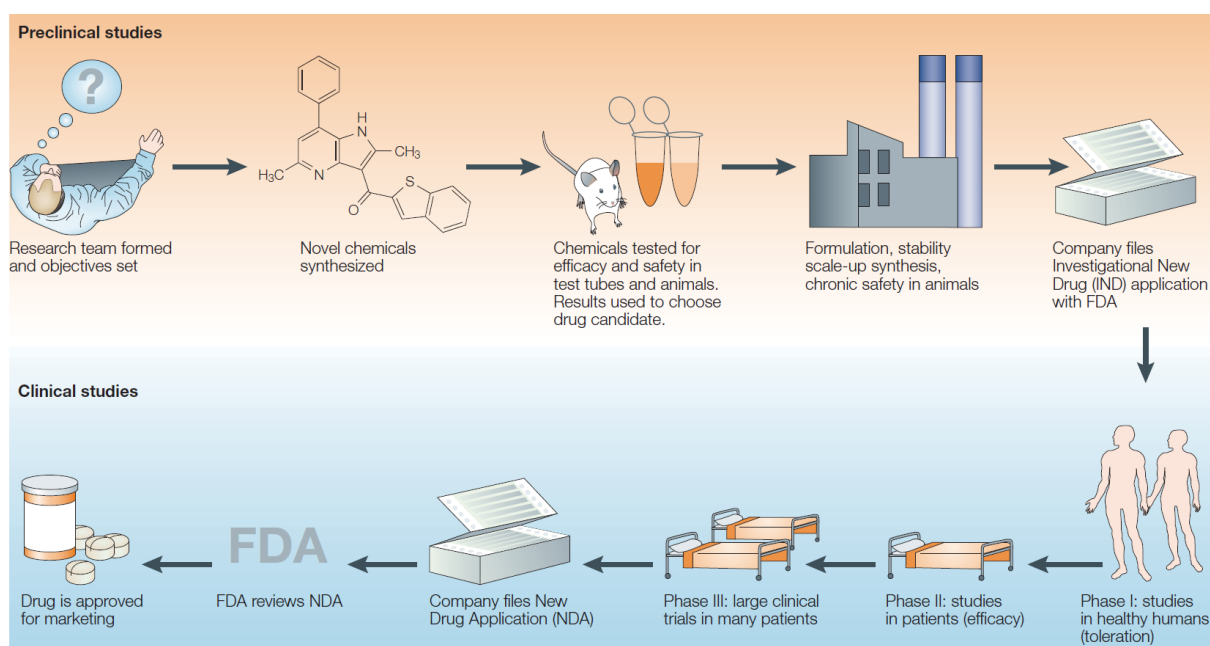 Preclinical studies
?
H
N
CH₃
H₃C
N
S
O
Research team formed
and objectives set
Novel chemicals
synthesized
Chemicals tested for
efficacy and safety in
test tubes and animals.
Results used to choose
drug candidate.
Formulation, stability
scale-up synthesis,
chronic safety in animals
Company files
Investigational New
Drug (IND) application
with FDA
Clinical studies
FDA
Drug is approved
for marketing
FDA reviews NDA
Company files New
Drug Application (NDA)
Phase III: large clinical
trials in many patients
Phase II: studies
in patients (efficacy)
Phase I: studies
in healthy humans
(toleration)